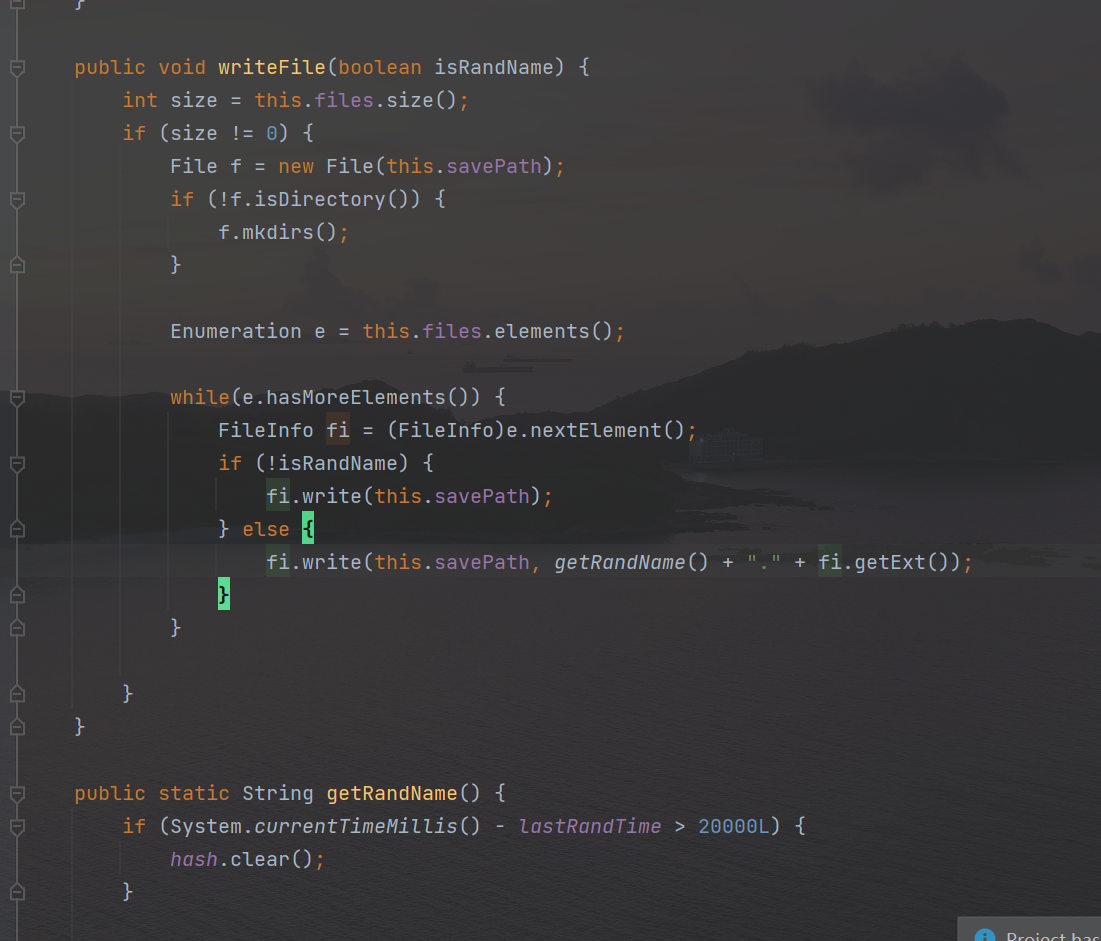 }
public void writeFile(boolean isRandName) {
int size = this.files.size();
if (size != 0) {
File f = new File(this.savePath);
if (!f.isDirectory()) {
f.mkdirs();
}
Enumeration e = this.files.elements();
while(e.hasMoreElements()) {
FileInfo fi = (FileInfo)e.nextElement();
if (!isRandName) {
fi.write(this.savePath);
} else {
fi.write(this.savePath, getRandName() + "." + fi.getExt());
}
}
}
}
public static String getRandName() {
if (System.currentTimeMillis() - lastRandTime > 20000L) {
hash.clear();
}
Project has